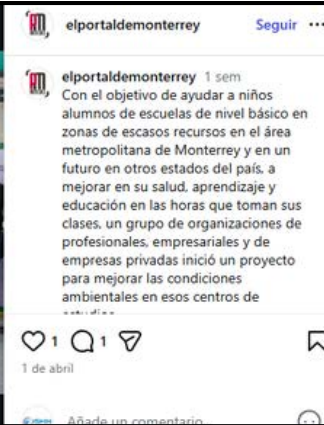 elportaldemonterrey
Seguir
elportaldemonterrey 1 sem
Con el objetivo de ayudar a niños
alumnos de escuelas de nivel básico en
zonas de escasos recursos en el área
metropolitana de Monterrey y en un
futuro en otros estados del país, a
mejorar en su salud, aprendizaje y
educación en las horas que toman sus
clases, un grupo de organizaciones de
profesionales, empresariales y de
empresas privadas inició un proyecto
para mejorar las condiciones
ambientales en esos centros de
1 1
1 de abril
Añade un comentario...